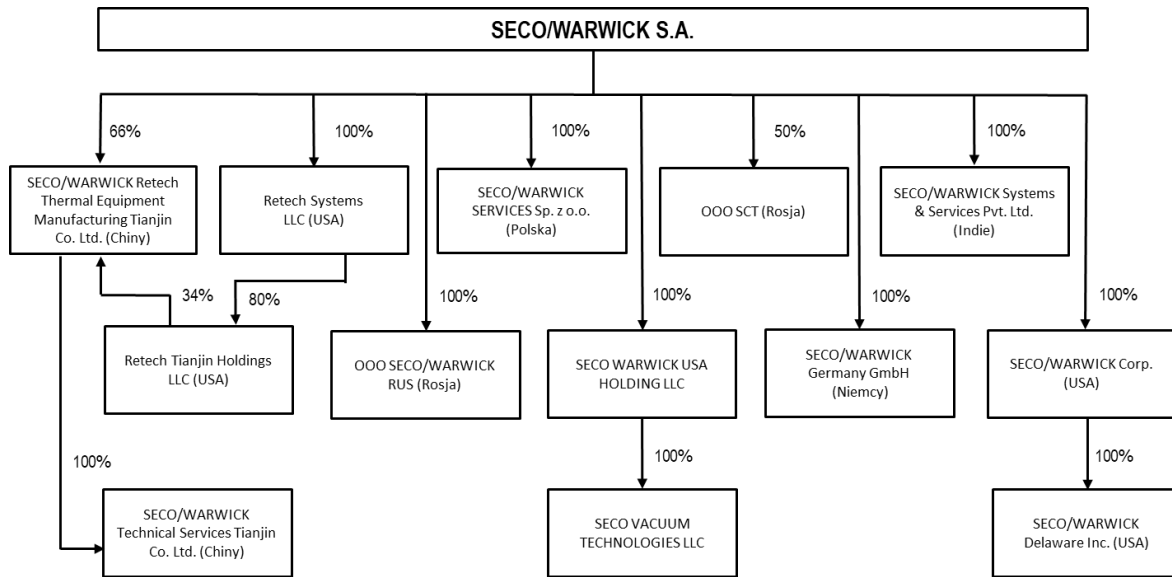 SECO/WARWICK S.A.
66%
100%
100%
50%
100%
SECO/WARWICK Retech
Thermal Equipment
Manufacturing Tianjin
Co. Ltd. (Chiny)
Retech Systems
LLC (USA)
SECO/WARWICK
SERVICES Sp. z o.o.
(Polska)
OOO SCT (Rosja)
SECO/WARWICK Systems
& Services Pvt. Ltd.
(Indie)
34%
80%
100%
100%
100%
100%
Retech Tianjin Holdings
LLC (USA)
OOO SECO/WARWICK
RUS (Rosja)
SECO WARWICK USA
HOLDING LLC
SECO/WARWICK
Germany GmbH
(Niemcy)
SECO/WARWICK Corp.
(USA)
100%
100%
100%
SECO/WARWICK
Technical Services Tianjin
Co. Ltd. (Chiny)
SECO VACUUM
TECHNOLOGIES LLC
SECO/WARWICK
Delaware Inc. (USA)